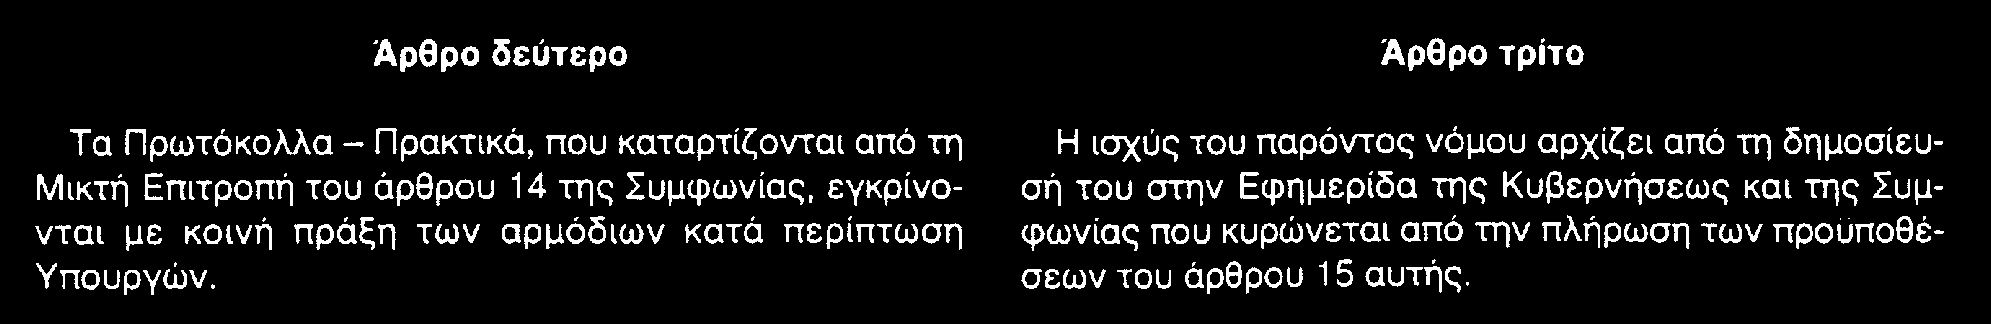 Άρθρο δεύτερο
Τα Πρωτόκολλα – Πρακτικά, που καταρτίζονται από τη
Μικτή Επιτροπή του άρθρου 14 της Συμφωνίας, εγκρίνο-
νται με κοινή πράξη των αρμόδιων κατά περίπτωση
Υπουργών.
Άρθρο τρίτο
Η ισχύς του παρόντος νόμου αρχίζει από τη δημοσίευ-
σή του στην Εφημερίδα της Κυβερνήσεως και της Συμ-
φωνίας που κυρώνεται από την πλήρωση των προϋποθέ-
σεων του άρθρου 15 αυτής.